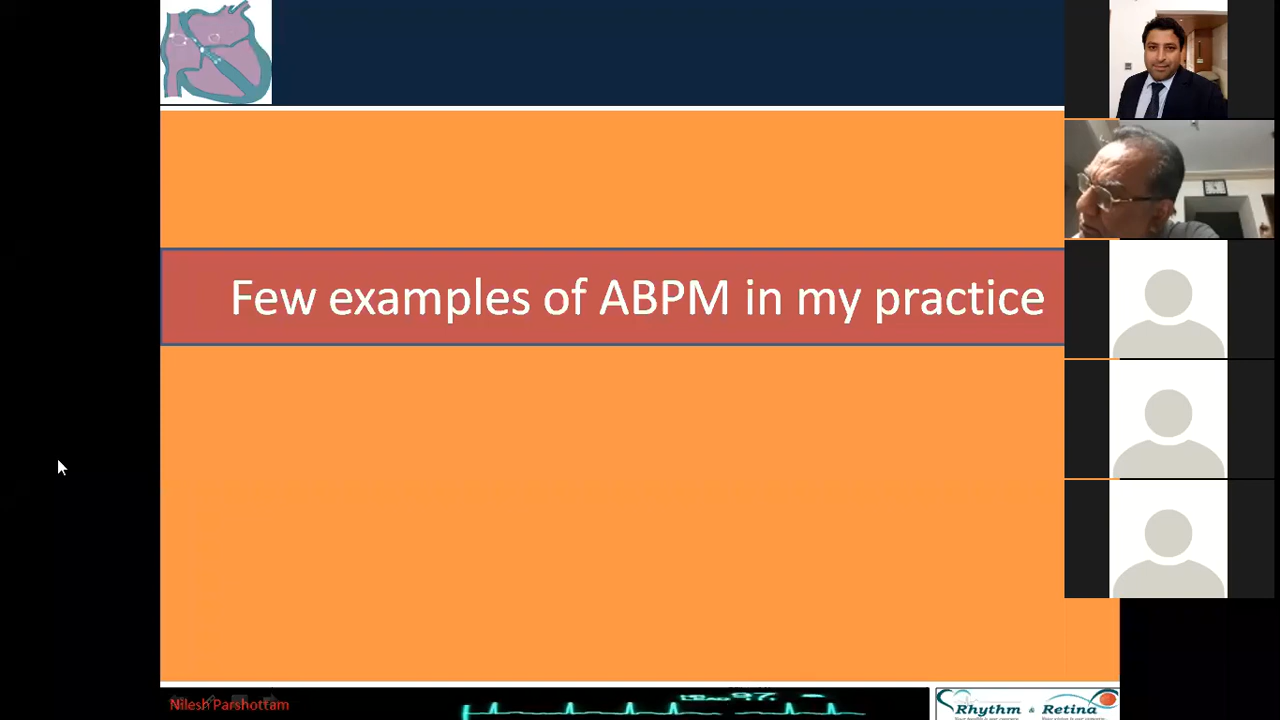 Few examples of ABPM in my practice
Nilesh Parshottam
Rhythm & Retina